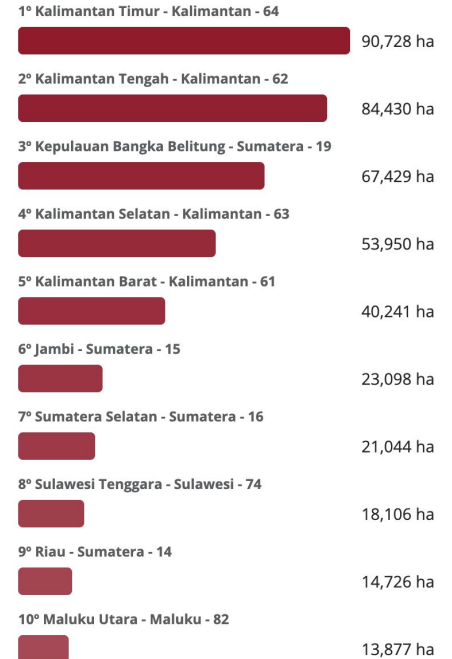 1º Kalimantan Timur - Kalimantan - 64
90,728 ha
2º Kalimantan Tengah - Kalimantan - 62
84,430 ha
3º Kepulauan Bangka Belitung - Sumatera - 19
67,429 ha
4º Kalimantan Selatan - Kalimantan - 63
53,950 ha
5º Kalimantan Barat - Kalimantan - 61
40,241 ha
6º Jambi - Sumatera - 15
23,098 ha
7º Sumatera Selatan - Sumatera - 16
21,044 ha
8º Sulawesi Tenggara - Sulawesi - 74
18,106 ha
9º Riau - Sumatera - 14
14,726 ha
10º Maluku Utara - Maluku - 82
13,877 ha